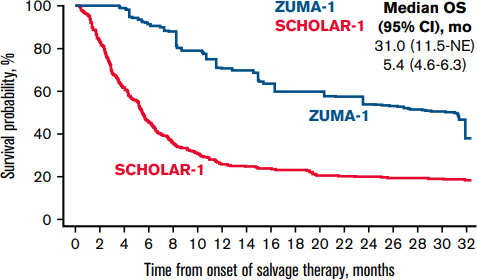 ZUMA-1
SCHOLAR-1
Median OS
(95% CI), mo
31.0 (11.5-NE)
5.4 (4.6-6.3)
Survival probability, %
100
80
60
40
20
0
ZUMA-1
SCHOLAR-1
0 2 4 6 8 10 12 14 16 18 20 22 24 26 28 30 32
Time from onset of salvage therapy, months